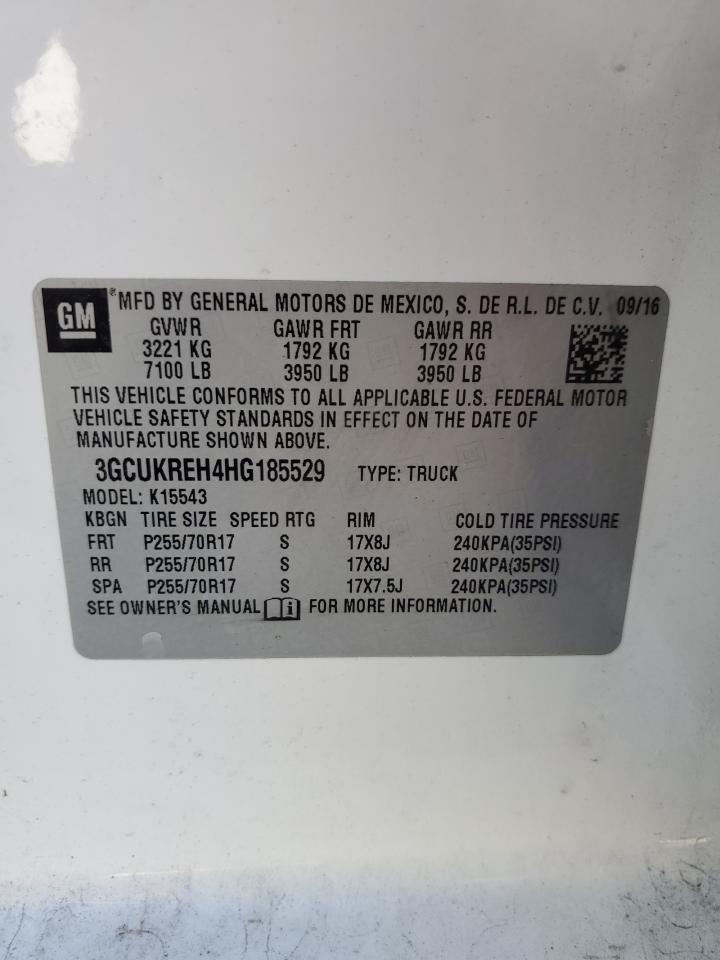 GM ® MFD BY GENERAL MOTORS DE MEXICO, S. DE R.L. DE C.V. 09/16
GVWR GAWR FRT GAWR RR
3221 KG 1792 KG 1792 KG
7100 LB 3950 LB 3950 LB
THIS VEHICLE CONFORMS TO ALL APPLICABLE U.S. FEDERAL MOTOR
VEHICLE SAFETY STANDARDS IN EFFECT ON THE DATE OF
MANUFACTURE SHOWN ABOVE.
3GCUKREH4HG185529 TYPE: TRUCK
MODEL: K15543
KBGN TIRE SIZE SPEED RTG RIM COLD TIRE PRESSURE
FRT P255/70R17 S 17X8J 240KPA(35PSI)
RR P255/70R17 S 17X8J 240KPA(35PSI)
SPA P255/70R17 S 17X7.5J 240KPA(35PSI)
SEE OWNER'S MANUAL i FOR MORE INFORMATION.